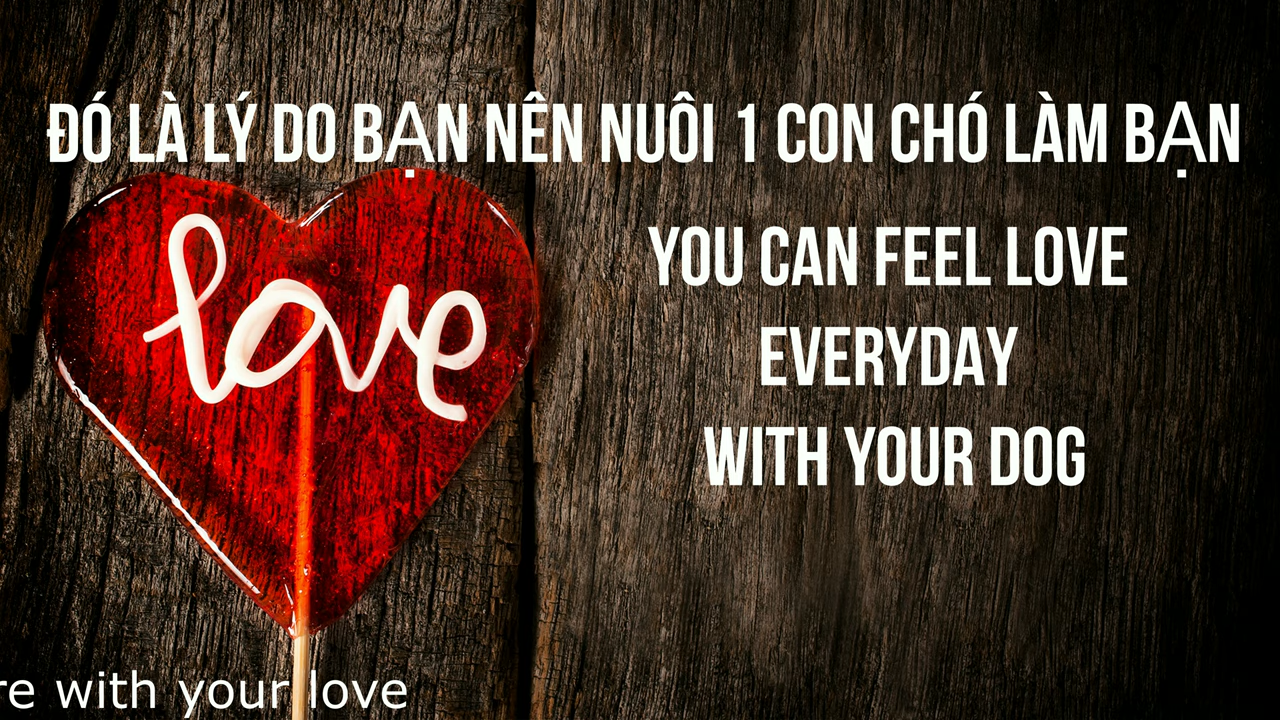 ĐÓ LÀ LÝ DO BẠN NÊN NUÔI 1 CON CHÓ LÀM BẠN
love
YOU CAN FEEL LOVE
EVERYDAY
WITH YOUR DOG
with your love